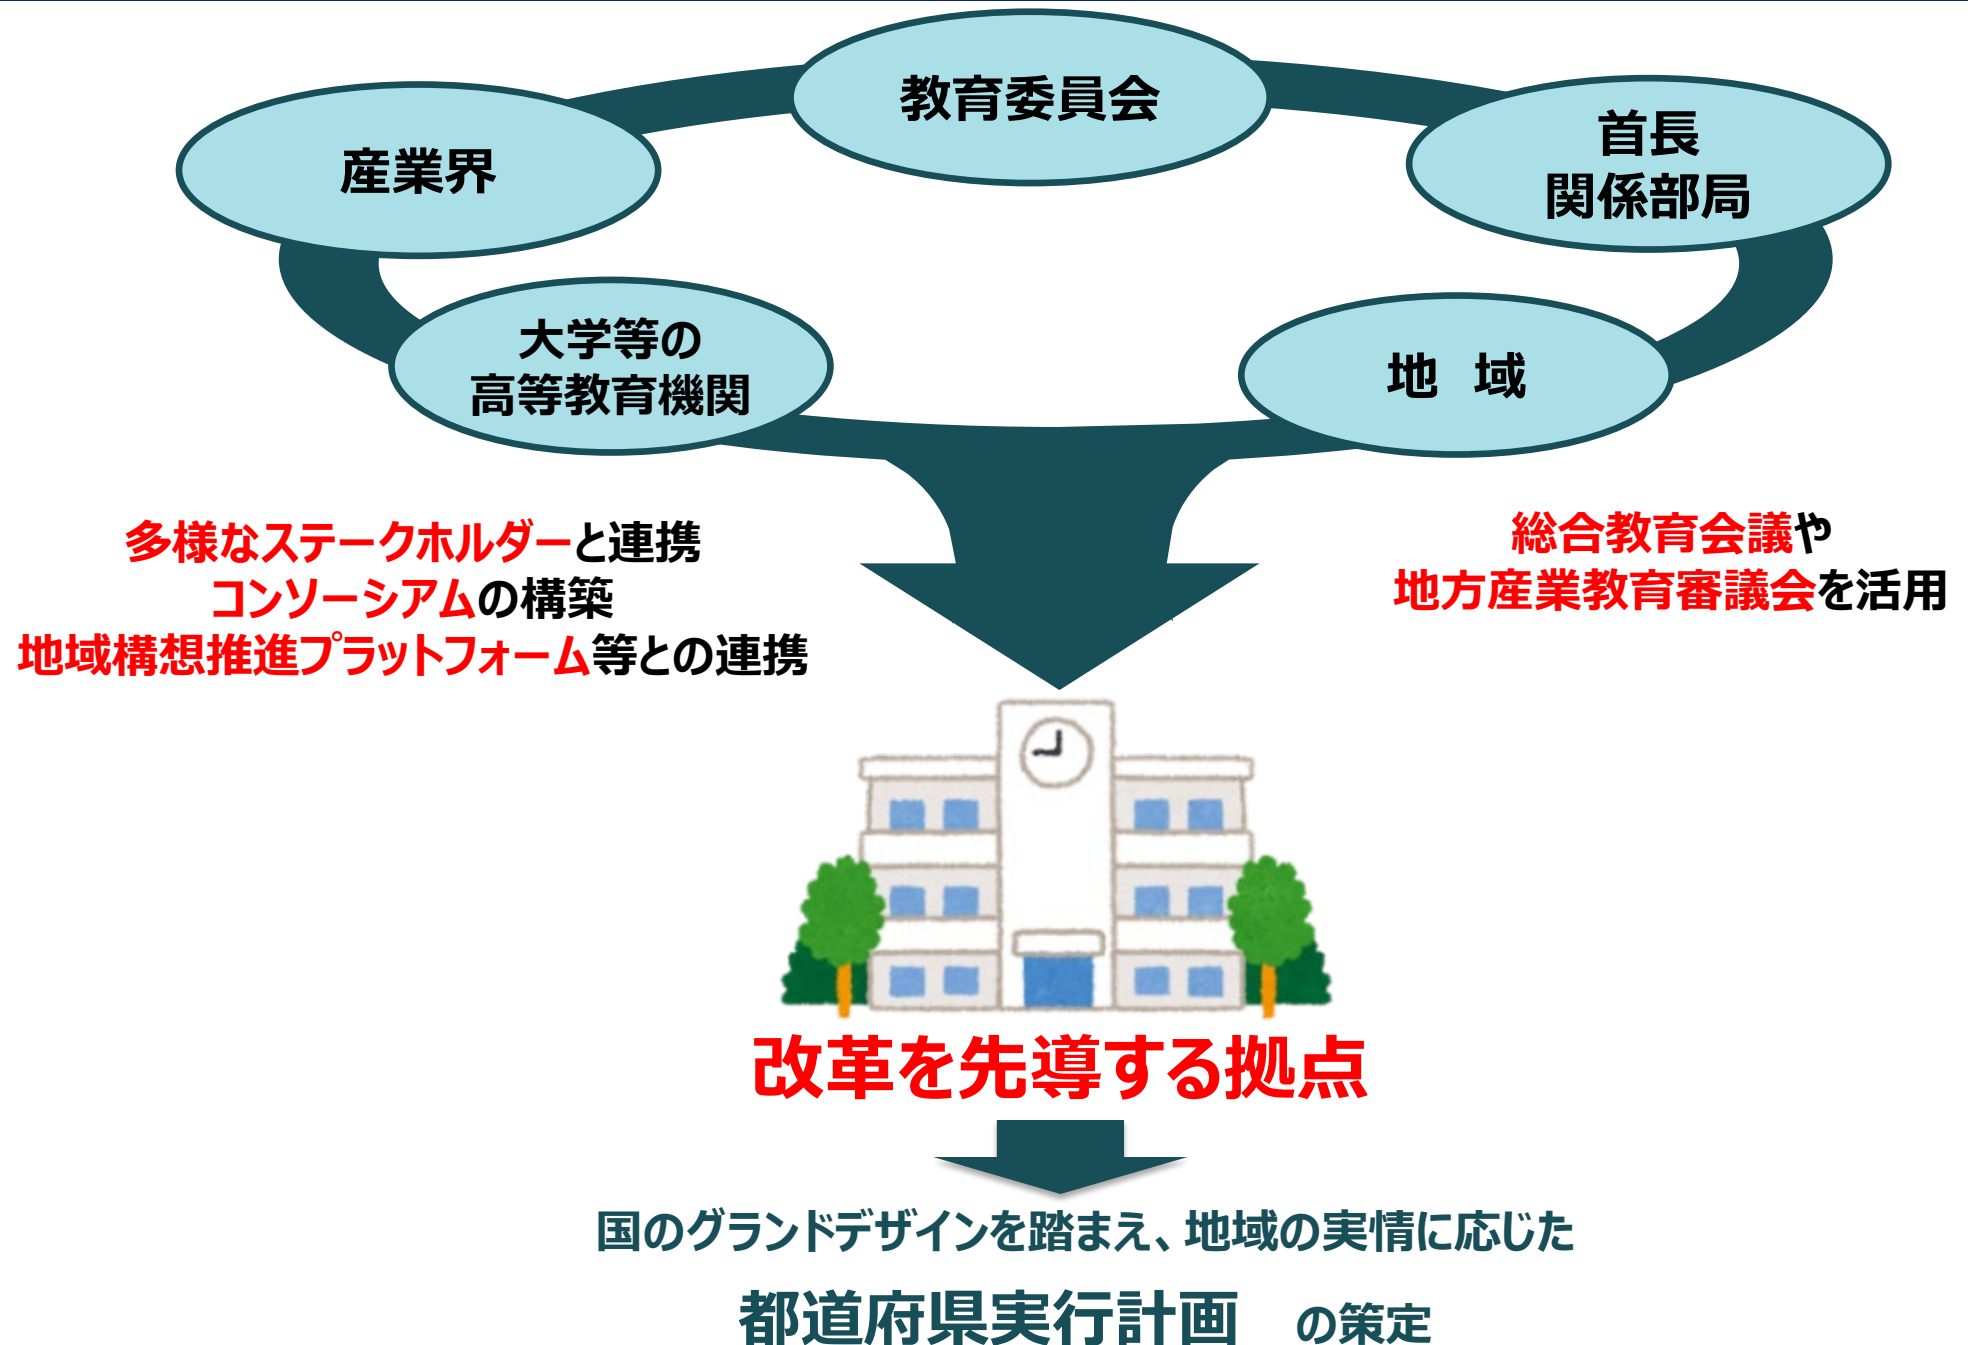 教育委員会
産業界
首長
関係部局
大学等の
高等教育機関
地　域
多様なステークホルダーと連携
コンソーシアムの構築
地域構想推進プラットフォーム等との連携
総合教育会議や
地方産業教育審議会を活用
改革を先導する拠点
国のグランドデザインを踏まえ、地域の実情に応じた
都道府県実行計画　の策定